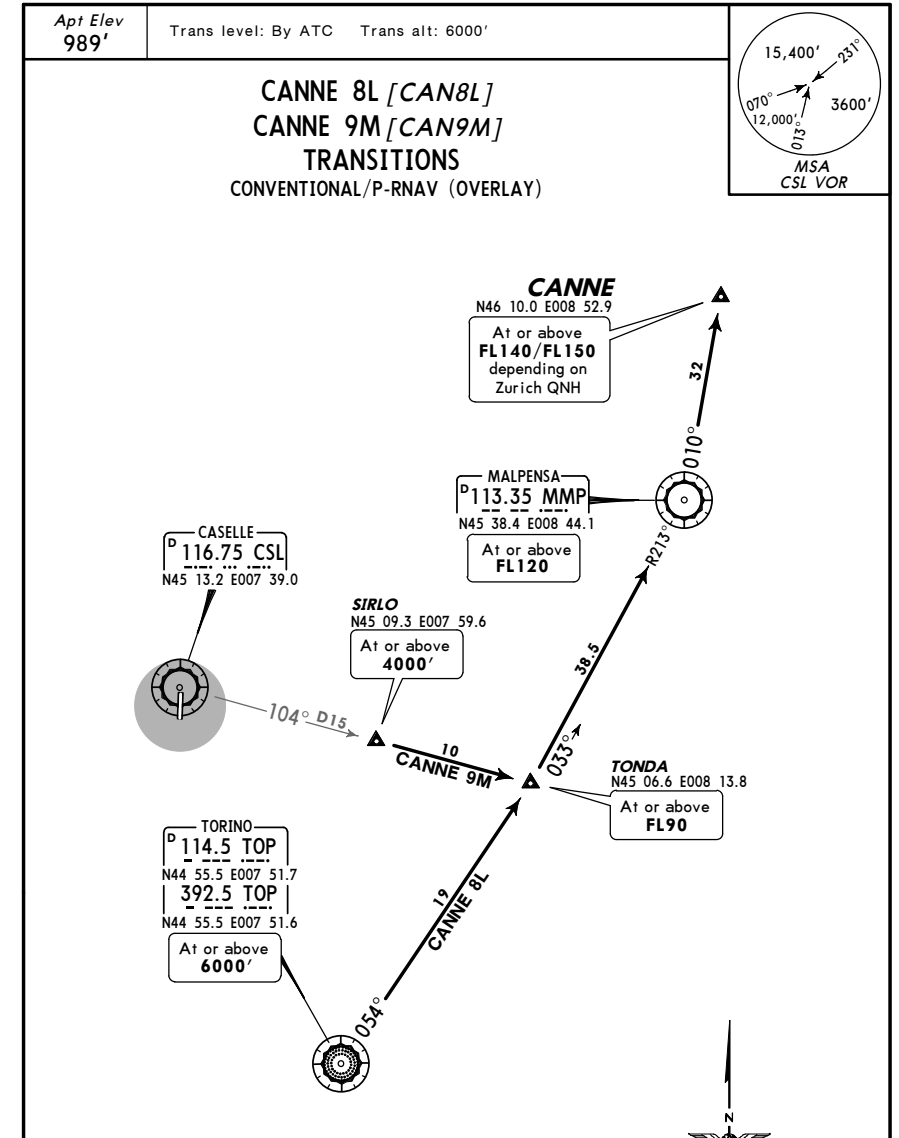 Apt Elev
989'
Trans level: By ATC Trans alt: 6000'
15,400'
231°
070°
3600'
12,000'
013°
MSA
CSL VOR
CANNE 8L [CAN8L]
CANNE 9M [CAN9M]
TRANSITIONS
CONVENTIONAL/P-RNAV (OVERLAY)
CANNE
N46 10.0 E008 52.9
At or above
FL140/FL150
depending on
Zurich QNH
32
010°
MALPENSA
D 113.35 MMP
N45 38.4 E008 44.1
At or above
FL120
R213°
CASELLE
D 116.75 CSL
N45 13.2 E007 39.0
SIRLO
N45 09.3 E007 59.6
At or above
4000'
38.5
104° D15
10
CANNE 9M
033°
TONDA
N45 06.6 E008 13.8
At or above
FL90
TORINO
D 114.5 TOP
N44 55.5 E007 51.7
392.5 TOP
N44 55.5 E007 51.6
At or above
6000'
19
CANNE 8L
054°
N